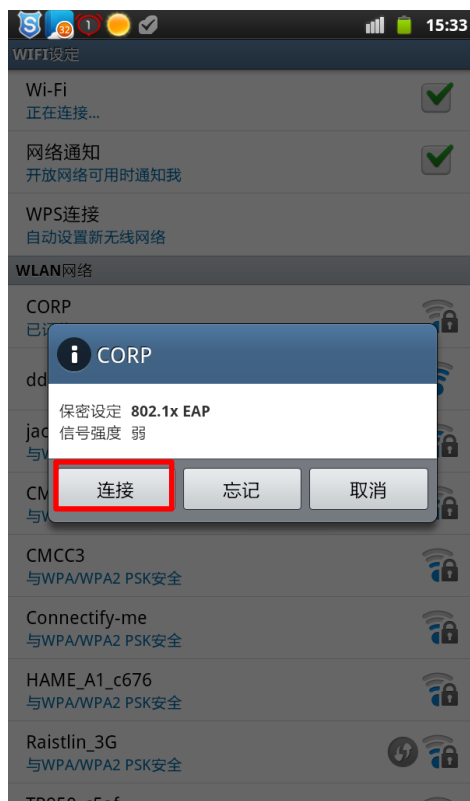 15:33
WIFI设定
Wi-Fi
正在连接...
网络通知
开放网络可用时通知我
WPS连接
自动设置新无线网络
WLAN网络
CORP
CORP
保密设定 802.1x EAP
信号强度 弱
连接 忘记 取消
CMCC3
与WPA/WPA2 PSK安全
Connectify-me
与WPA/WPA2 PSK安全
HAME_A1_c676
与WPA/WPA2 PSK安全
Raistlin_3G
与WPA/WPA2 PSK安全